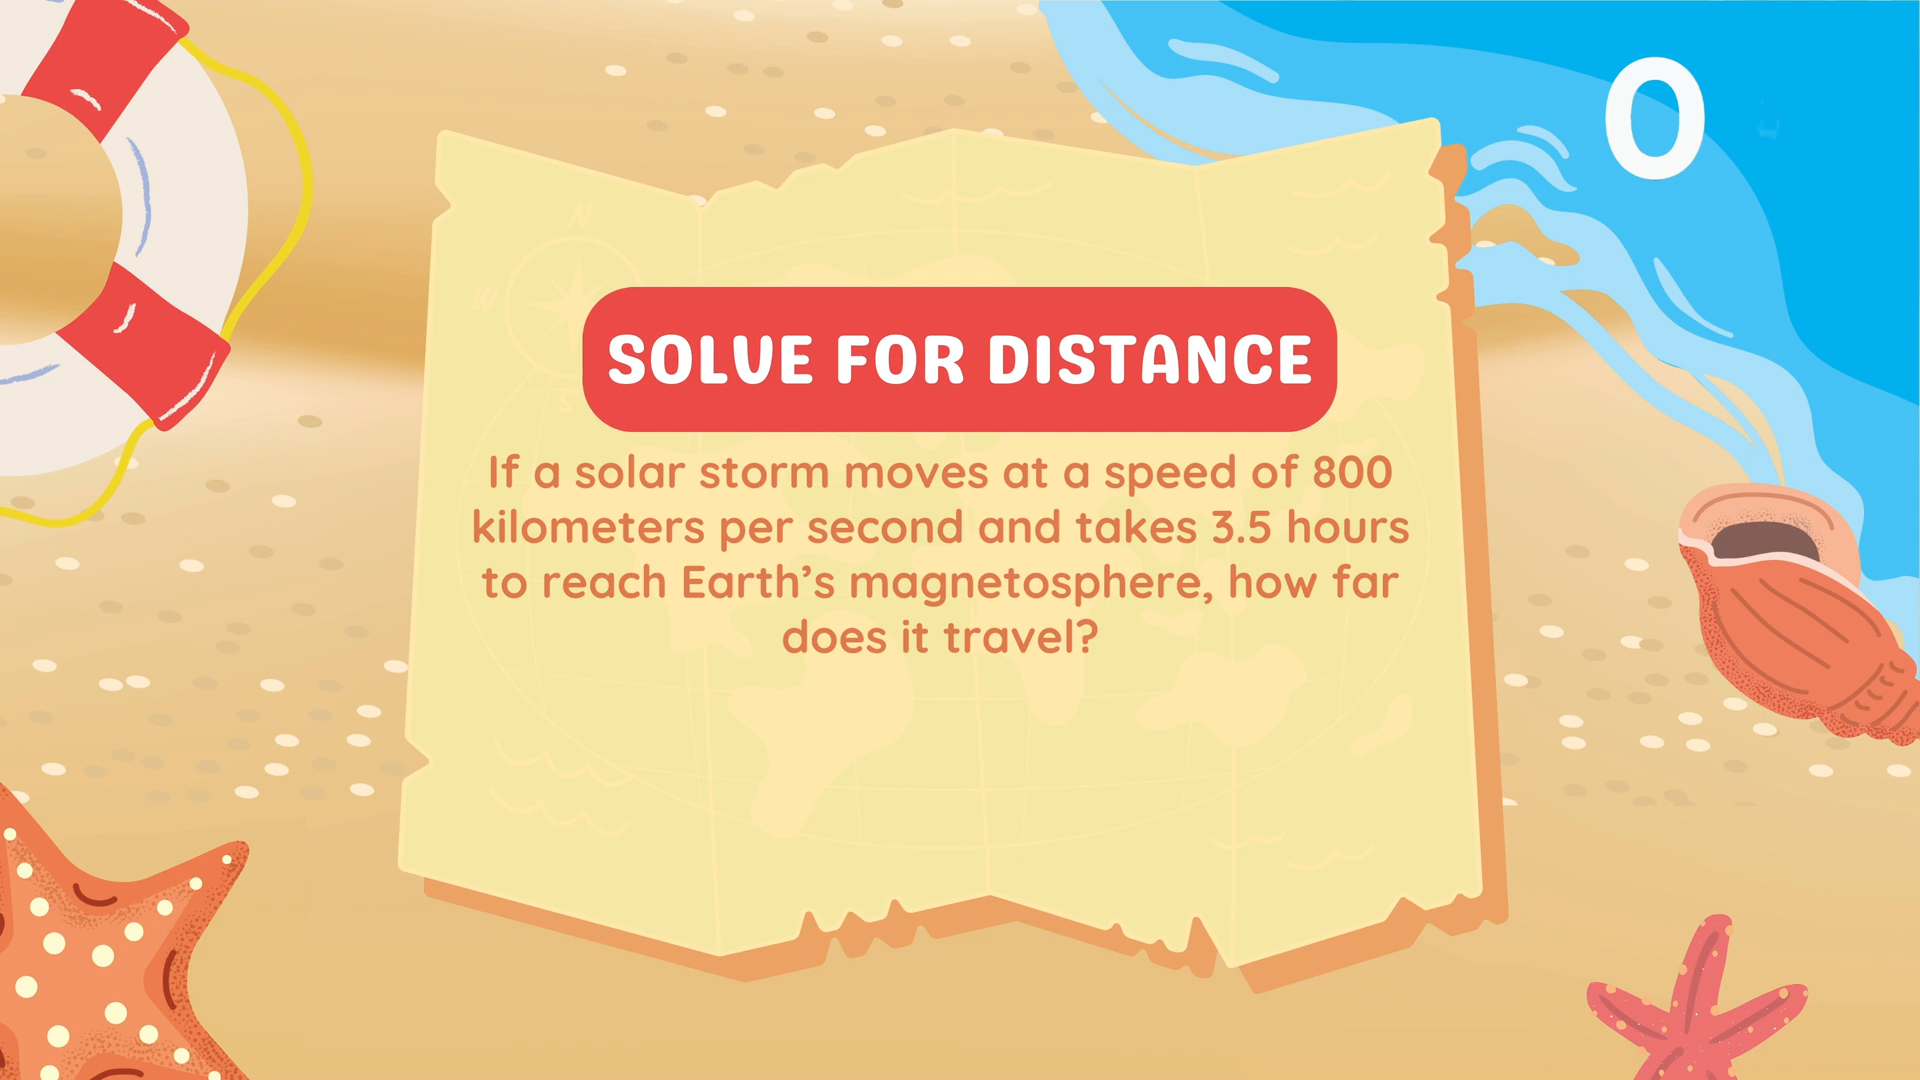 0
N
W
S
SOLVE FOR DISTANCE
If a solar storm moves at a speed of 800
kilometers per second and takes 3.5 hours
to reach Earth’s magnetosphere, how far
does it travel?